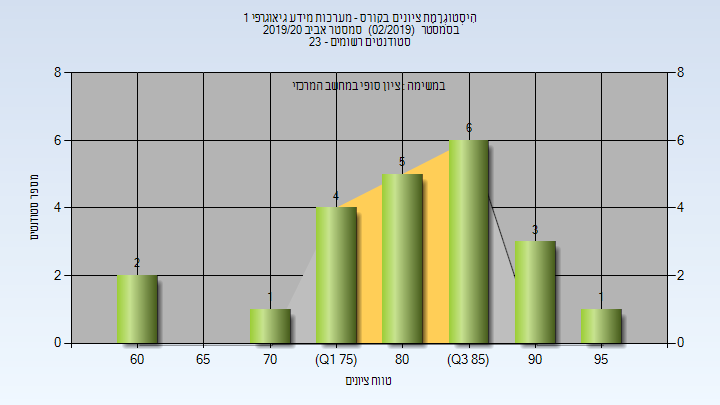 היסטוגרמת ציונים בקורס - מערכות מידע גיאוגרפי 1
בסמסטר (02/2019) סמסטר אביב 2019/20
סטודנטים רשומים - 23
במשימה : ציון סופי במחשב המרכזי
מספר סטודנטים
8
6
4
2
0
8
6
4
2
0
2
1
4
5
6
3
1
60
65
70
(Q1 75)
80
(Q3 85)
90
95
טווח ציונים